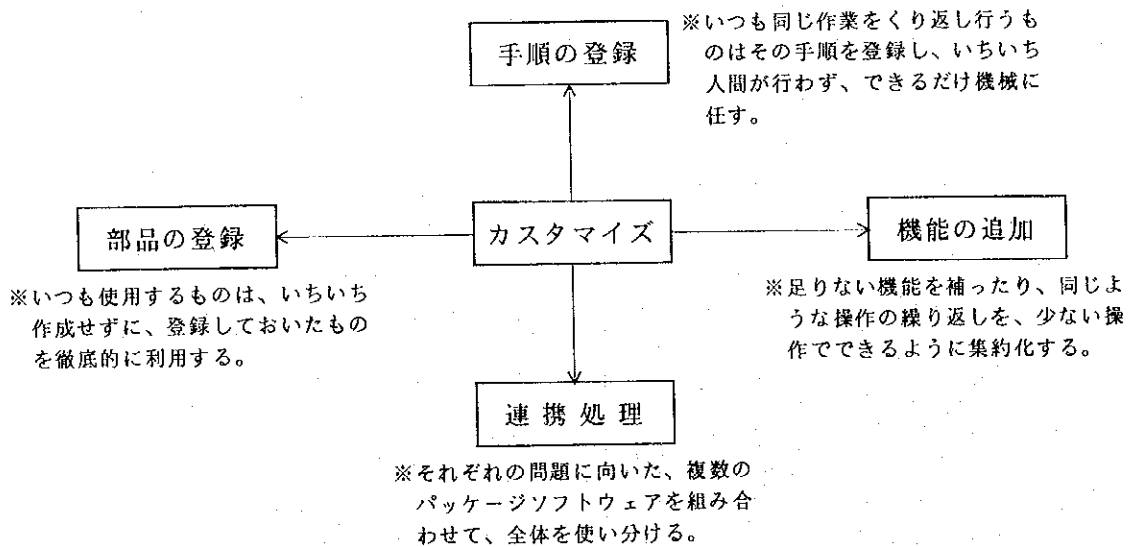 手順の登録
※いつも同じ作業をくり返し行うも
のはその手順を登録し、いちいち
人間が行わず、できるだけ機械に
任す。
部品の登録
カスタマイズ
機能の追加
※いつも使用するものは、いちいち
作成せずに、登録しておいたもの
を徹底的に利用する。
※足りない機能を補ったり、同じよ
うな操作の繰り返しを、少ない操
作でできるように集約化する。
連携処理
※それぞれの問題に向いた、複数の
パッケージソフトウェアを組み合
わせて、全体を使い分ける。